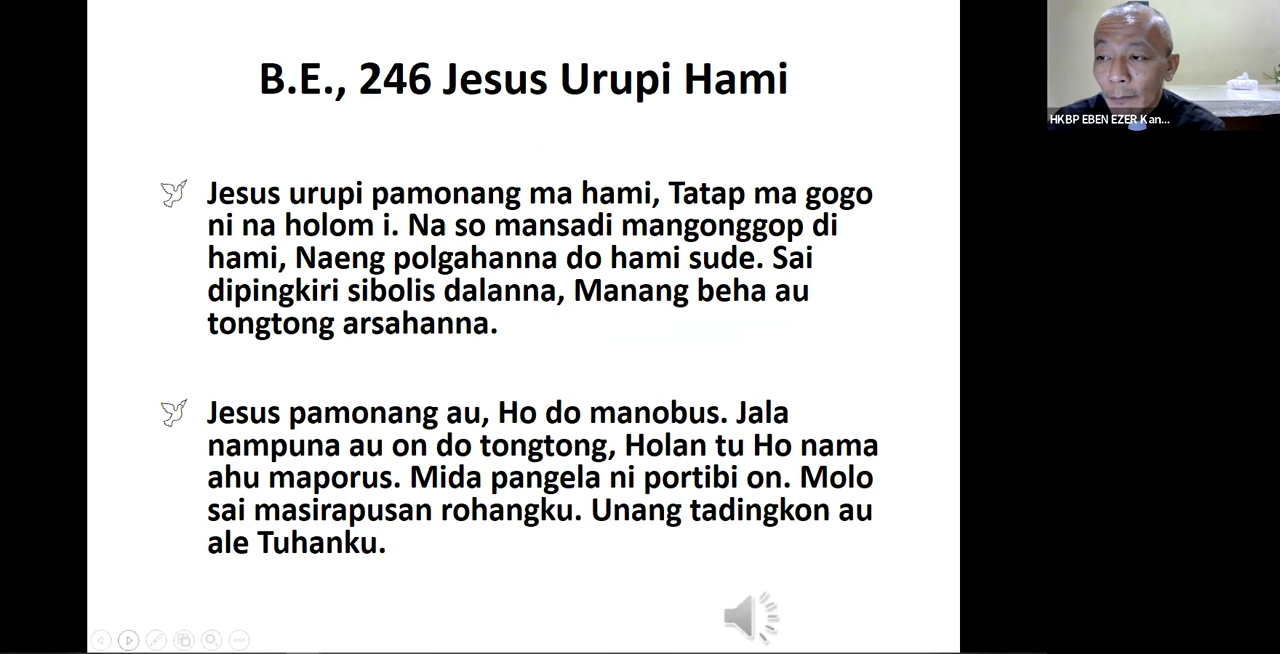 B.E., 246 Jesus Urupi Hami
Jesus urupi pamonang ma hami, Tatap ma gogo
ni na holom i. Na so mansadi mangonggop di
hami, Naeng polgahanna do hami sude. Sai
dipingkiri sibolis dalanna, Manang beha au
tongtong arsahanna.
Jesus pamonang au, Ho do manobus. Jala
nampuna au on do tongtong, Holan tu Ho nama
ahu maporus. Mida pangela ni portibi on. Molo
sai masirapusan rohangku. Unang tadingkon au
ale Tuhanku.
HKBP EBEN EZER Kan...